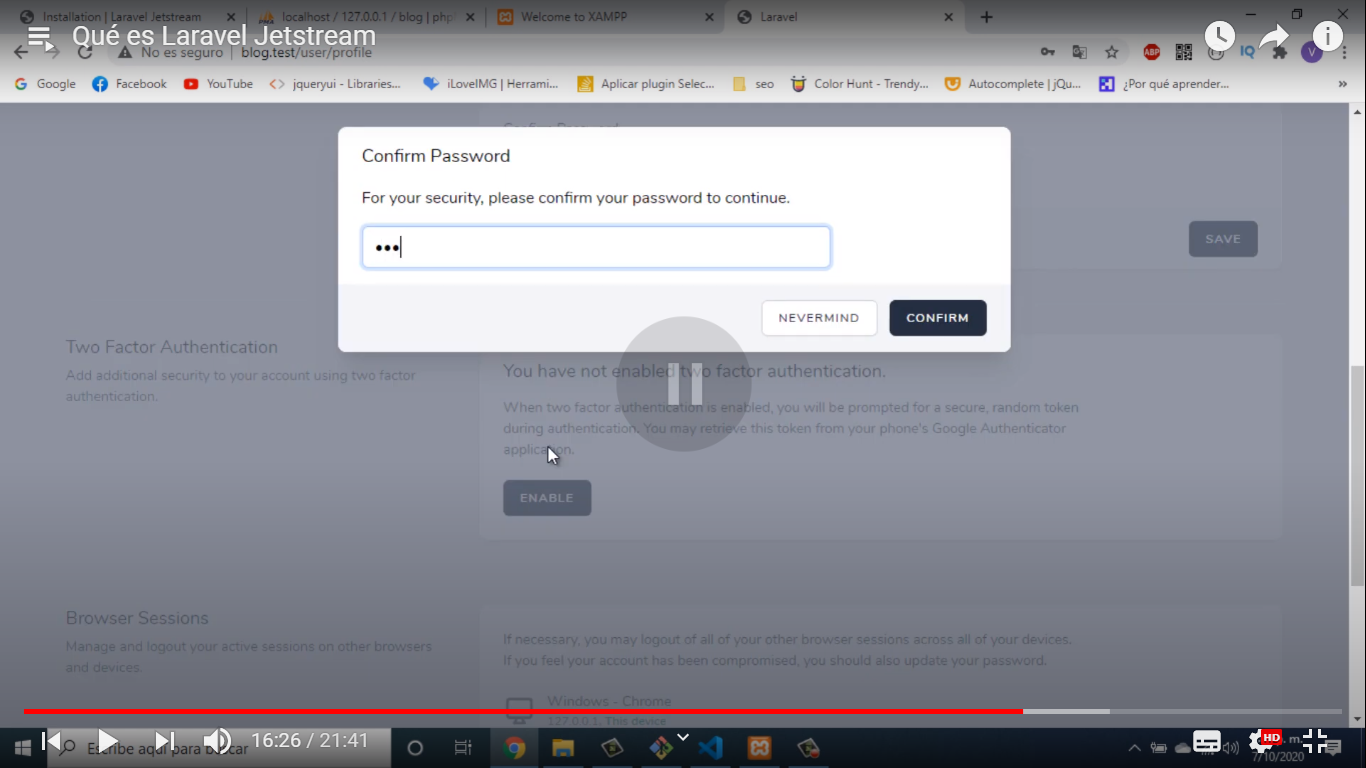 Installation | Laravel Jetstream
localhost / 127.0.0.1 / blog | php
Welcome to XAMPP
Laravel
Qué es Laravel Jetstream
No es seguro
blog.test/user/profile
ABP
IQ
V
Google
Facebook
YouTube
jqueryui - Libraries...
iLoveIMG | Herrami...
Aplicar plugin Selec...
seo
Color Hunt - Trendy...
Autocomplete | jQu...
¿Por qué aprender...
»
Confirm Password
Confirm Password
For your security, please confirm your password to continue.
SAVE
NEVERMIND
CONFIRM
Two Factor Authentication
Add additional security to your account using two factor
authentication.
You have not enabled two factor authentication.
When two factor authentication is enabled, you will be prompted for a secure, random token
during authentication. You may retrieve this token from your phone's Google Authenticator
application.
ENABLE
Browser Sessions
Manage and logout your active sessions on other browsers
and devices.
If necessary, you may logout of all of your other browser sessions across all of your devices.
If you feel your account has been compromised, you should also update your password.
Windows - Chrome
127.0.0.1, This device
Escribe aquí para buscar
16:26 / 21:41
HD
7/10/2020